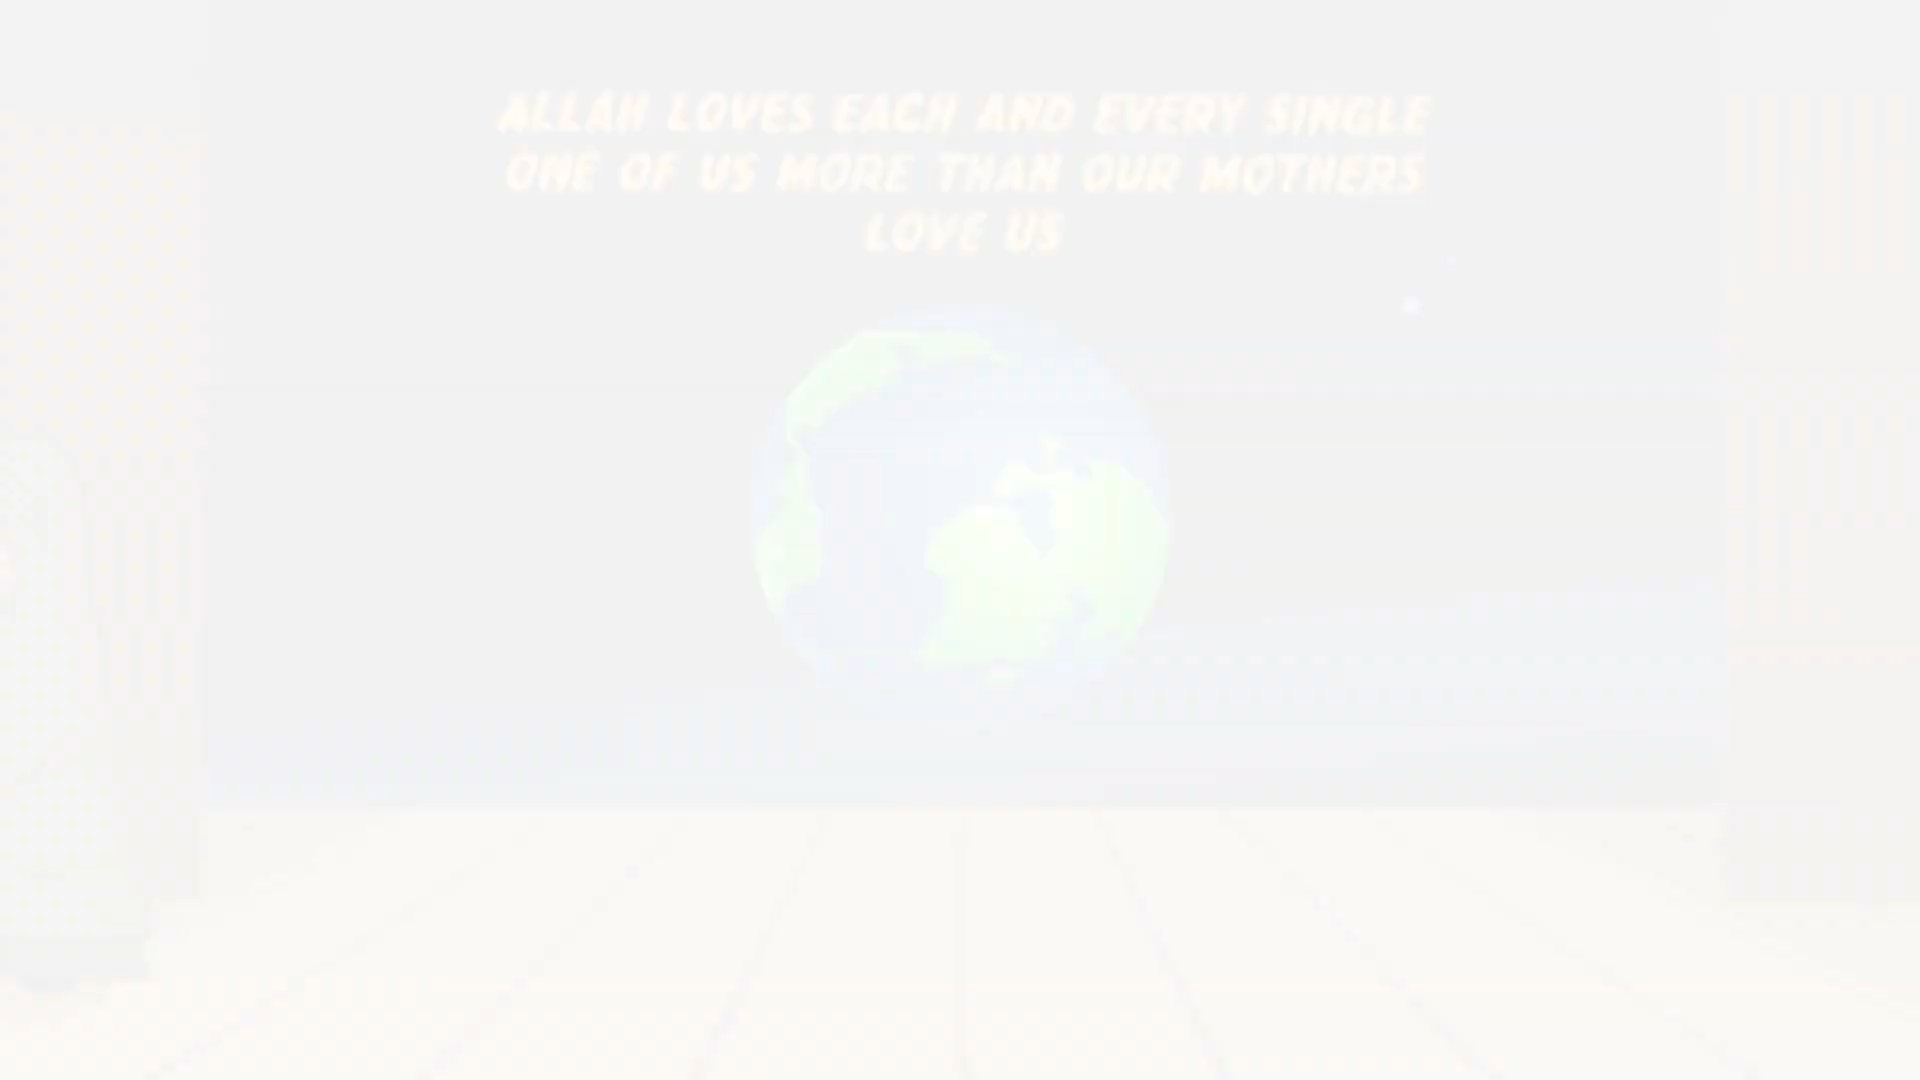 ALLAH LOVES EACH AND EVERY SINGLE
ONE OF US MORE THAN OUR MOTHERS
LOVE US